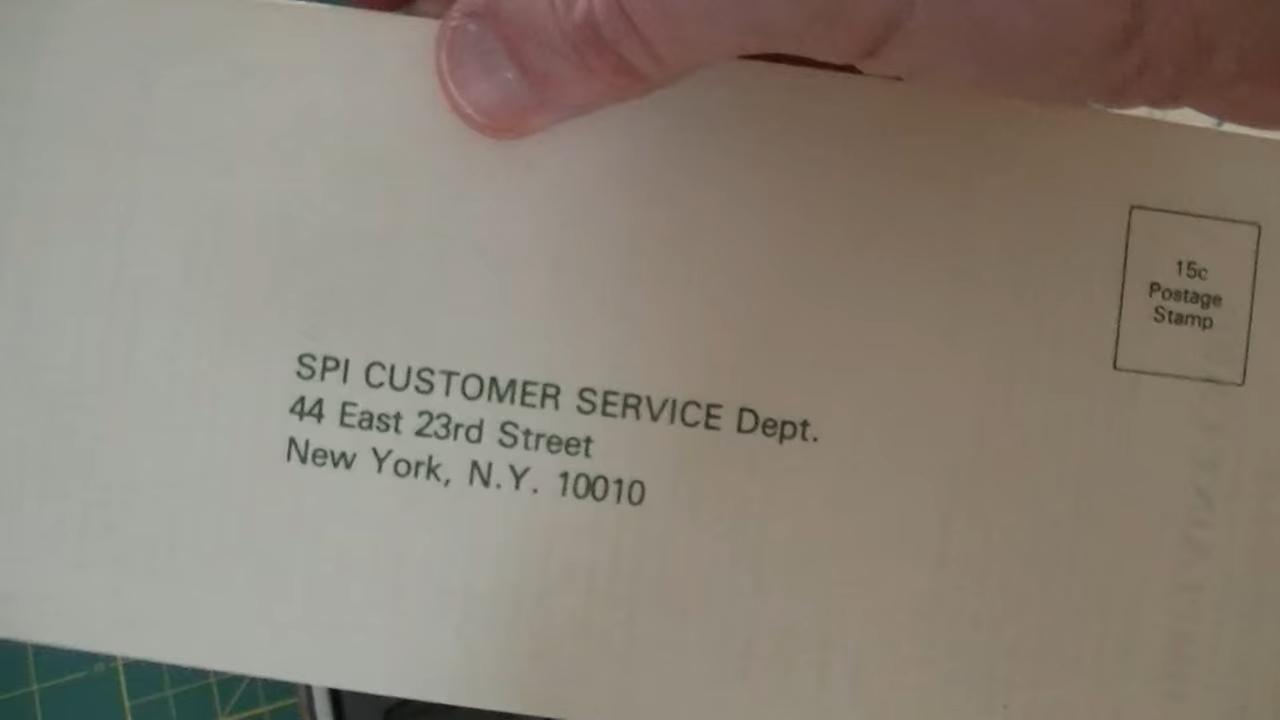 15c
Postage
Stamp
SPI CUSTOMER SERVICE Dept.
44 East 23rd Street
New York, N.Y. 10010